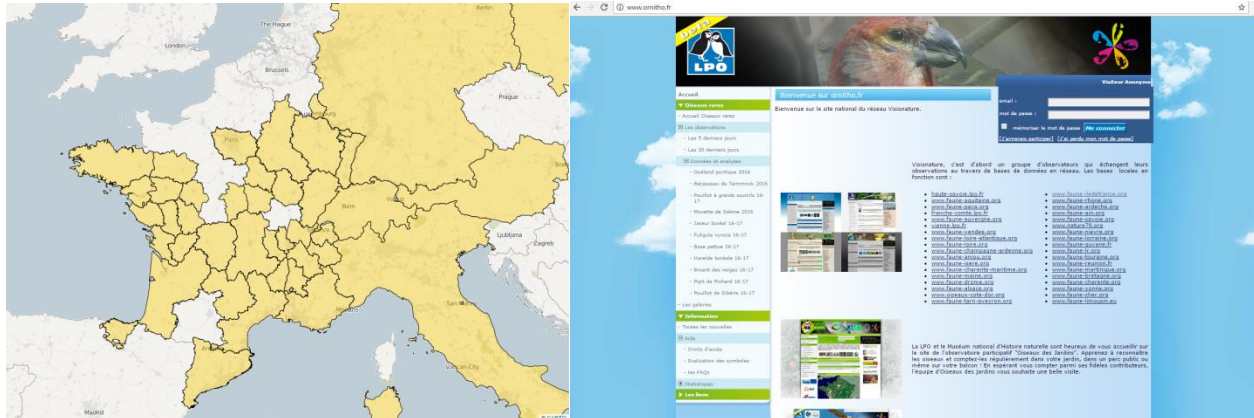 Berlin
The Hague
London
Brussels
Prague
Luxembourg
Paris
Bern
Vaduz
Ljubljana
Zagreb
Monaco
San Marino
Vatican City
Madrid
© CARTO
www.ornitho.fr
beta
LPO
Visiteur Anonyme
email :
mot de passe :
mémoriser le mot de passe Me connecter
[J'aimerais participer] [J'ai perdu mon mot de passe]
Accueil
Oiseaux rares
- Accueil Oiseaux rares
Les observations
- Les 5 derniers jours
- Les 30 derniers jours
Données et analyses
- Goéland pontique 2016
- Bécasseau de Temminck 2016
- Pouillot à grands sourcils 16-
17
- Mouette de Sabine 2016
- Jaseur boréal 16-17
- Fuligule nyroca 16-17
- Buse pattue 16-17
- Harelde boréale 16-17
- Bruant des neiges 16-17
- Pipit de Richard 16-17
- Pouillot de Sibérie 16-17
- Les galeries
Information
- Toutes les nouvelles
Aide
- Droits d'accès
- Explication des symboles
- les FAQs
Statistiques
Les liens
Bienvenue sur ornitho.fr
Bienvenue sur le site national du réseau Visionature.
Visionature, c'est d'abord un groupe d'observateurs qui échangent leurs
observations au travers de bases de données en réseau. Les bases locales en
fonction sont :
haute-savoie.lpo.fr
www.faune-aquitaine.org
www.faune-paca.org
franche-comte.lpo.fr
www.faune-auvergne.org
vienne.lpo.fr
www.faune-vendee.org
www.faune-loire-atlantique.org
www.faune-loire.org
www.faune-champagne-ardenne.org
www.faune-anjou.org
www.faune-isere.org
www.faune-charente-maritime.org
www.faune-maine.org
www.faune-drome.org
www.faune-alsace.org
www.oiseaux-cote-dor.org
www.faune-tarn-aveyron.org
www.faune-iledefrance.org
www.faune-rhone.org
www.faune-ardeche.org
www.faune-ain.org
www.faune-savoie.org
www.nature79.org
www.faune-nievre.org
www.faune-lorraine.org
www.faune-guyane.fr
www.faune-lr.org
www.faune-touraine.org
www.faune-reunion.fr
www.faune-martinique.org
www.faune-bretagne.org
www.faune-charente.org
www.faune-yonne.org
www.faune-cher.org
www.faune-limousin.eu
La LPO et le Muséum national d'Histoire naturelle sont heureux de vous accueillir sur
le site de l'observatoire participatif "Oiseaux des Jardins". Apprenez à reconnaître
les oiseaux et comptez-les régulièrement dans votre jardin, dans un parc public ou
même sur votre balcon ! En espérant vous compter parmi ses fidèles contributeurs,
l'équipe d'Oiseaux des jardins vous souhaite une belle visite.